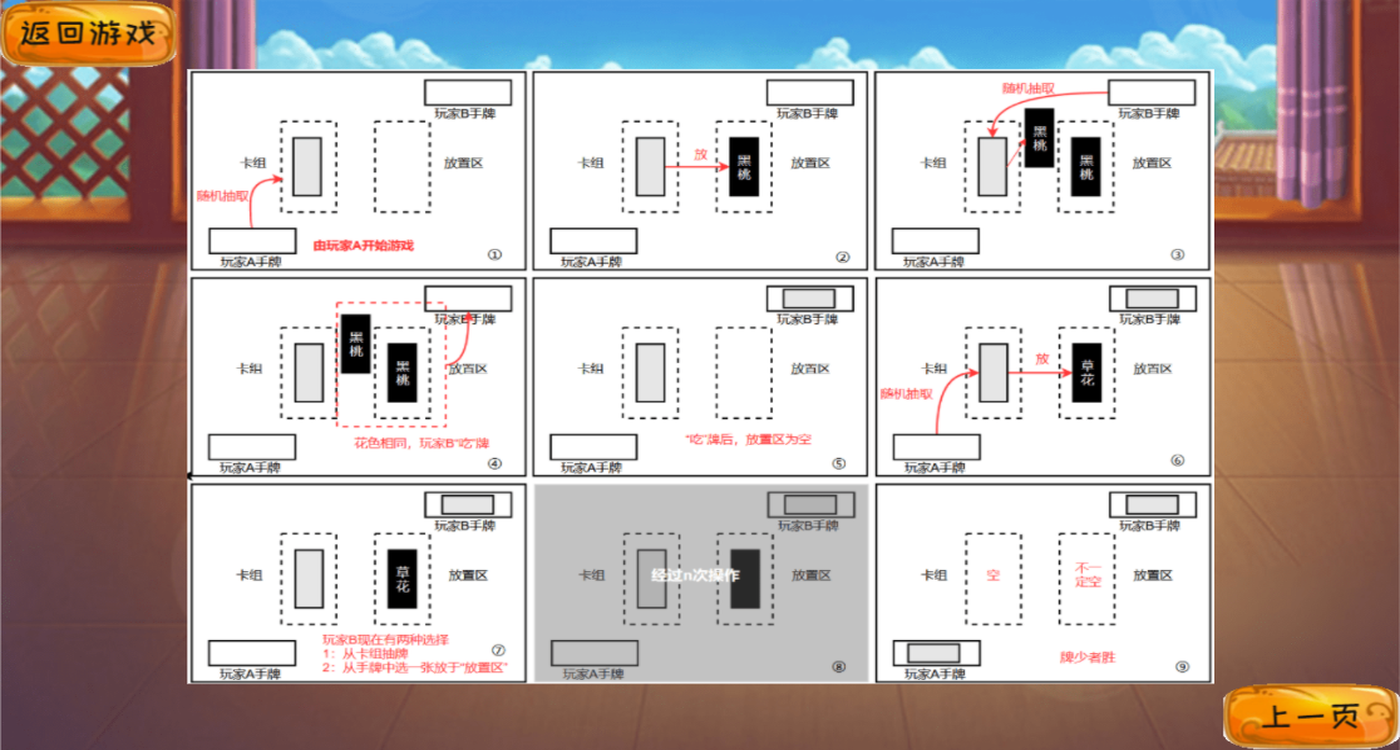 返回游戏
玩家B手牌
卡组
放置区
随机抽取
由玩家A开始游戏
玩家A手牌
①
玩家B手牌
卡组
放
黑桃
放置区
玩家A手牌
②
随机抽取
玩家B手牌
卡组
黑桃
黑桃
放置区
玩家A手牌
③
玩家B手牌
卡组
黑桃
黑桃
放置区
花色相同，玩家B“吃”牌
玩家A手牌
④
玩家B手牌
卡组
放置区
“吃”牌后，放置区为空
玩家A手牌
⑤
玩家B手牌
卡组
放
草花
放置区
随机抽取
玩家A手牌
⑥
玩家B手牌
卡组
草花
放置区
玩家B现在有两种选择
1：从卡组抽牌
2：从手牌中选一张放于“放置区”
玩家A手牌
⑦
玩家B手牌
卡组
经过n次操作
放置区
玩家A手牌
⑧
玩家B手牌
卡组
空
不一
定空
放置区
牌少者胜
玩家A手牌
⑨
上一页